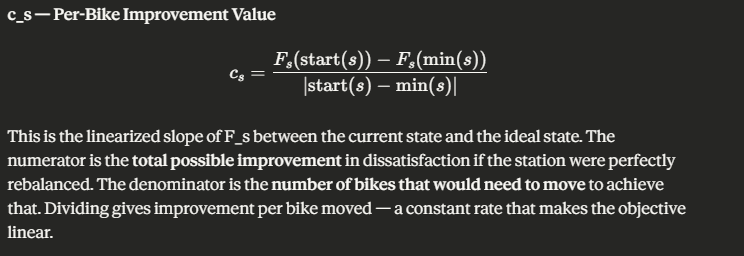 c_s — Per-Bike Improvement Value
c_s = \frac{F_s(start(s)) − F_s(min(s))}{|start(s) − min(s)|}
This is the linearized slope of F_s between the current state and the ideal state. The
numerator is the total possible improvement in dissatisfaction if the station were perfectly
rebalanced. The denominator is the number of bikes that would need to move to achieve
that. Dividing gives improvement per bike moved — a constant rate that makes the objective
linear.